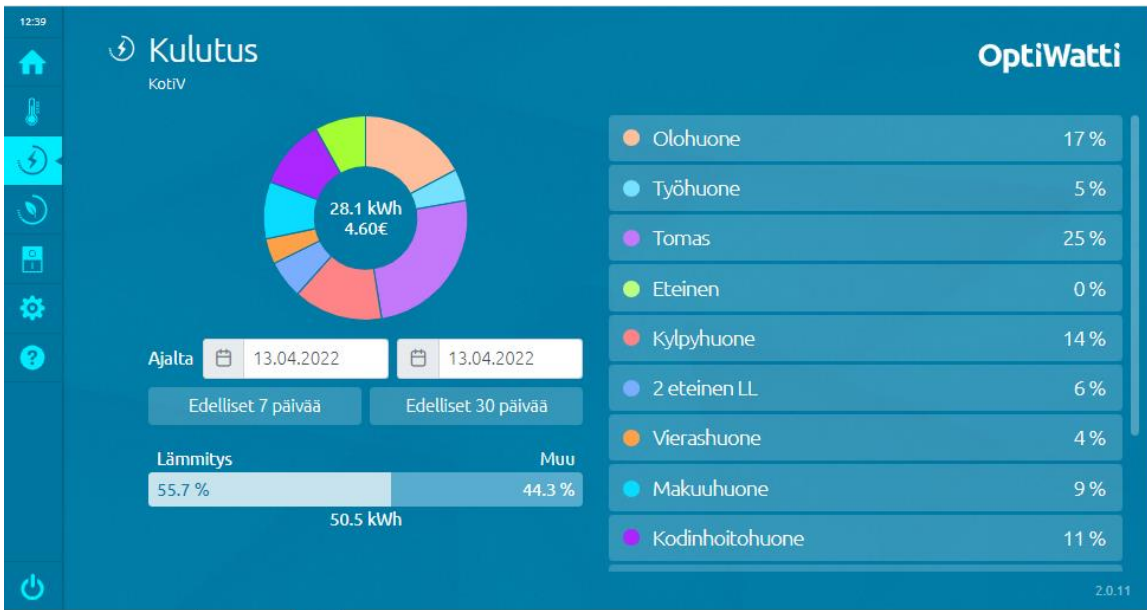 12:39
Kulutus
KotiV
OptiWatti
28.1 kWh
4.60€
Ajalta 13.04.2022 13.04.2022
Edelliset 7 päivää Edelliset 30 päivää
Lämmitys Muu
55.7 % 44.3 %
50.5 kWh
Olohuone 17 %
Työhuone 5 %
Tomas 25 %
Eteinen 0 %
Kylpyhuone 14 %
2 eteinen LL 6 %
Vierashuone 4 %
Makuuhuone 9 %
Kodinhoitohuone 11 %
2.0.11